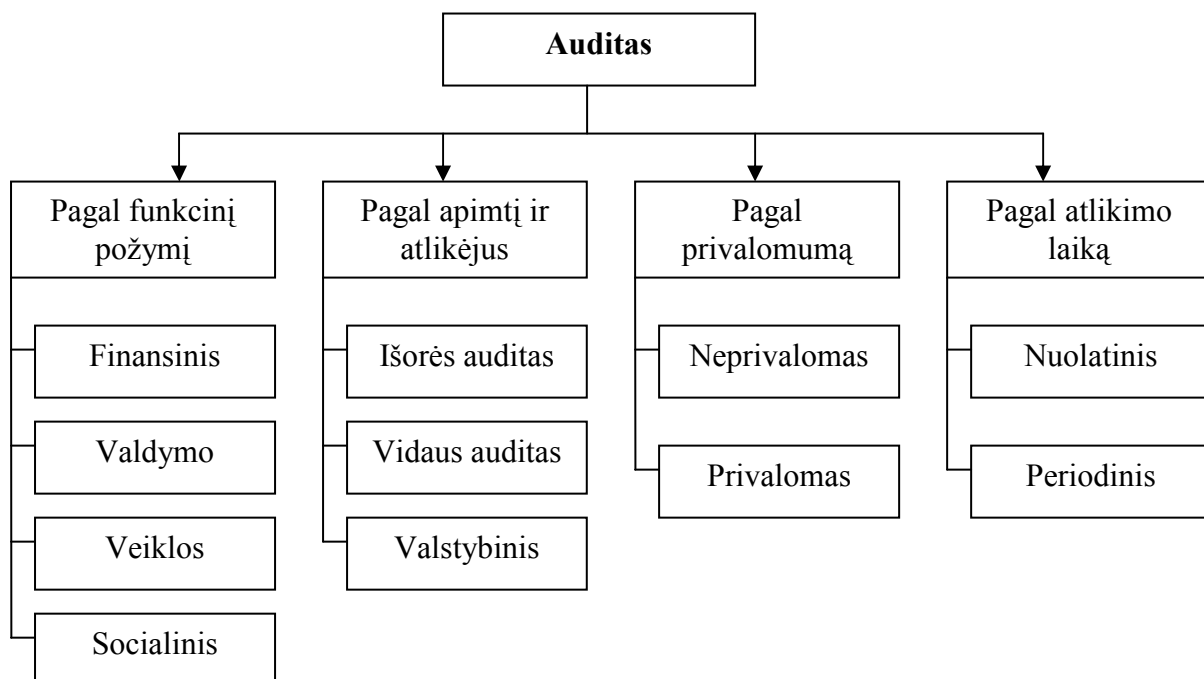 Auditas
Pagal funkcinį
požymį
Finansinis
Valdymo
Veiklos
Socialinis
Pagal apimtį ir
atlikėjus
Išorės auditas
Vidaus auditas
Valstybinis
Pagal
privalomumą
Neprivalomas
Privalomas
Pagal atlikimo
laiką
Nuolatinis
Periodinis